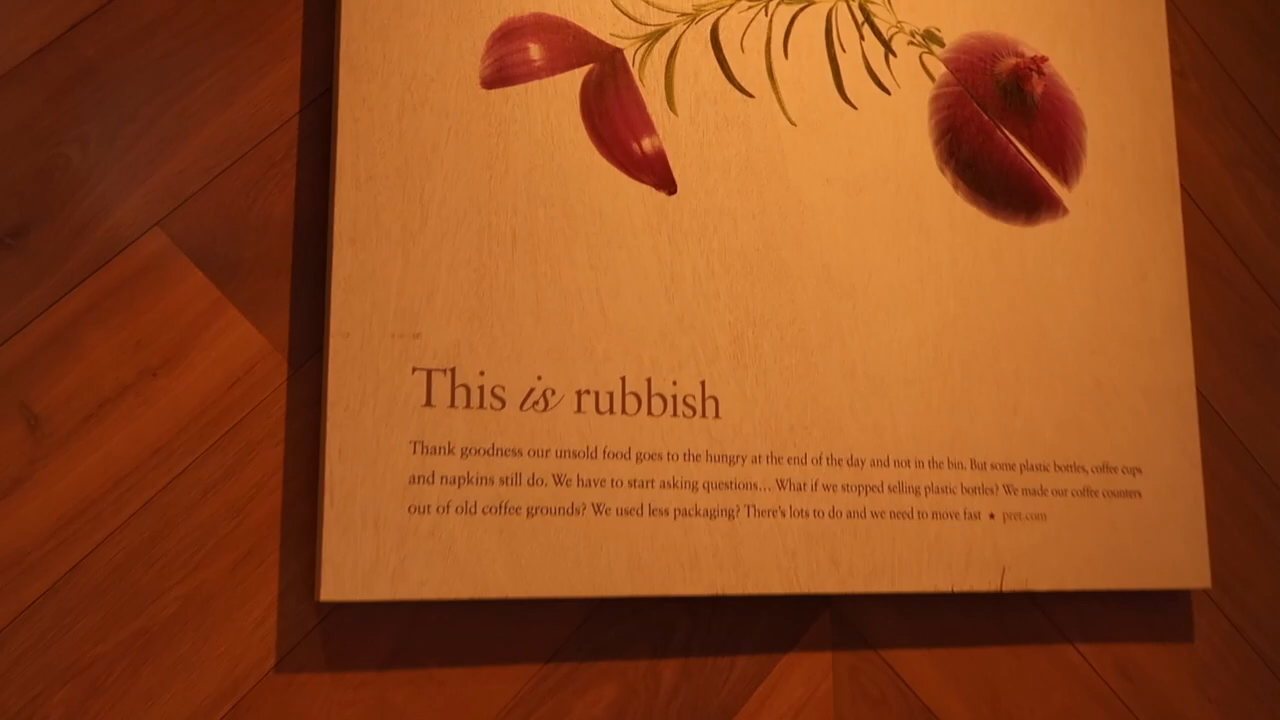 This is rubbish
Thank goodness our unsold food goes to the hungry at the end of the day and not in the bin. But some plastic bottles, coffee cups
and napkins still do. We have to start asking questions... What if we stopped selling plastic bottles? We made our coffee counters
out of old coffee grounds? We used less packaging? There's lots to do and we need to move fast ★ pret.com